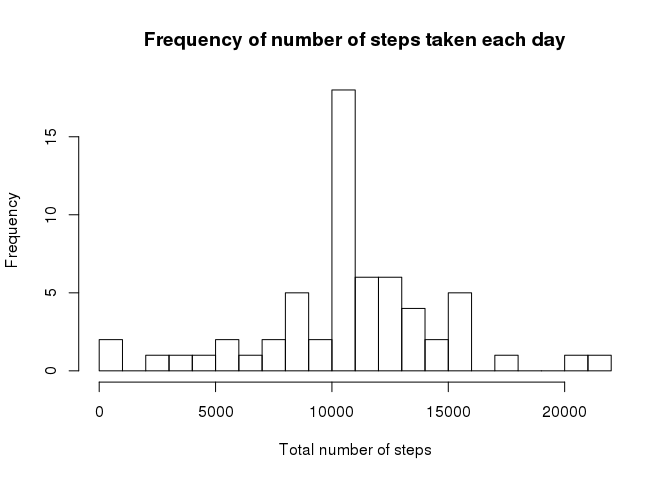 Frequency of number of steps taken each day
15
10
5
0
Frequency
0 5000 10000 15000 20000
Total number of steps